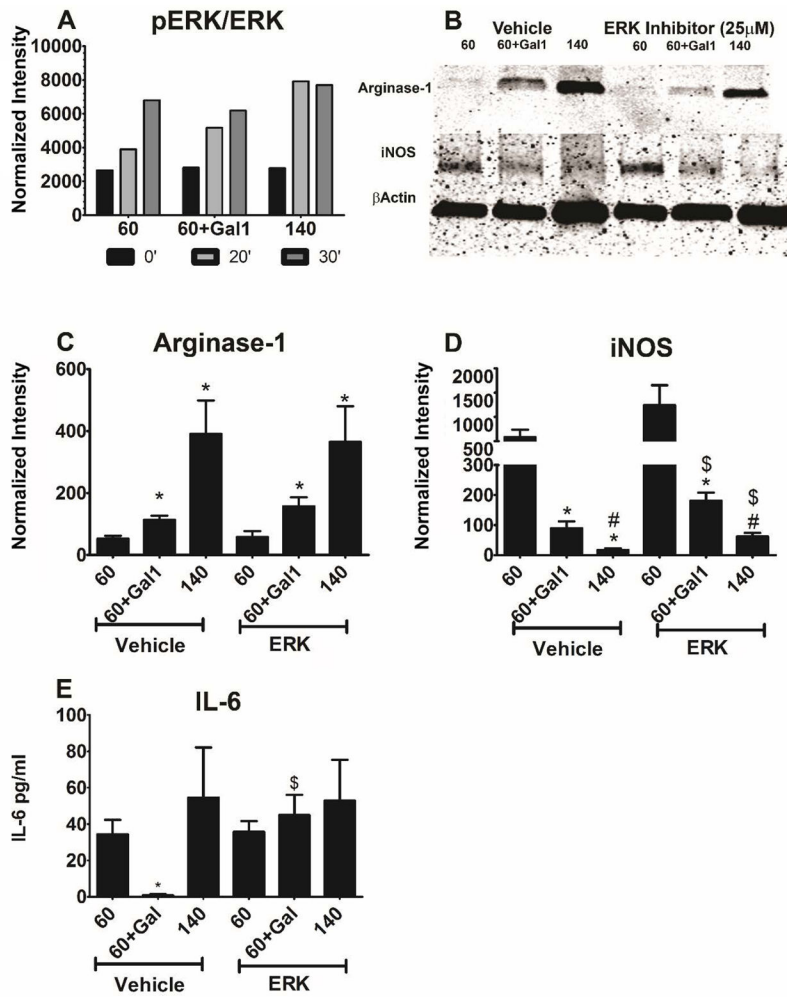 A
pERK/ERK
Normalized Intensity
10000
8000
6000
4000
2000
0
60 60+Gal1 140
0' 20' 30'
B
Vehicle ERK Inhibitor (25μM)
60 60+Gal1 140 60 60+Gal1 140
Arginase-1
iNOS
βActin
C
Arginase-1
Normalized Intensity
600
400
200
0
* * * *
60 60+Gal1 140 60 60+Gal1 140
Vehicle ERK
D
iNOS
Normalized Intensity
2000
1500
1000
500
300
200
100
0
* # * $ * $ #
60 60+Gal1 140 60 60+Gal1 140
Vehicle ERK
E
IL-6
IL-6 pg/ml
100
80
60
40
20
0
* $
60 60+Gal 140 60 60+Gal 140
Vehicle ERK